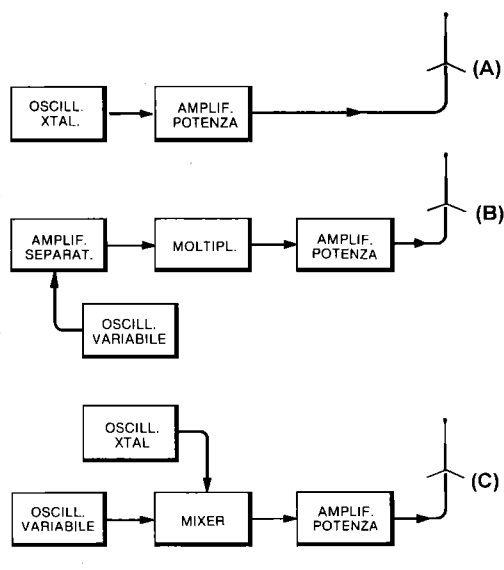 OSCILL.
XTAL.
AMPLIF.
POTENZA
(A)
AMPLIF.
SEPARAT.
MOLTIPL.
AMPLIF.
POTENZA
(B)
OSCILL.
VARIABILE
OSCILL.
XTAL
OSCILL.
VARIABILE
MIXER
AMPLIF.
POTENZA
(C)